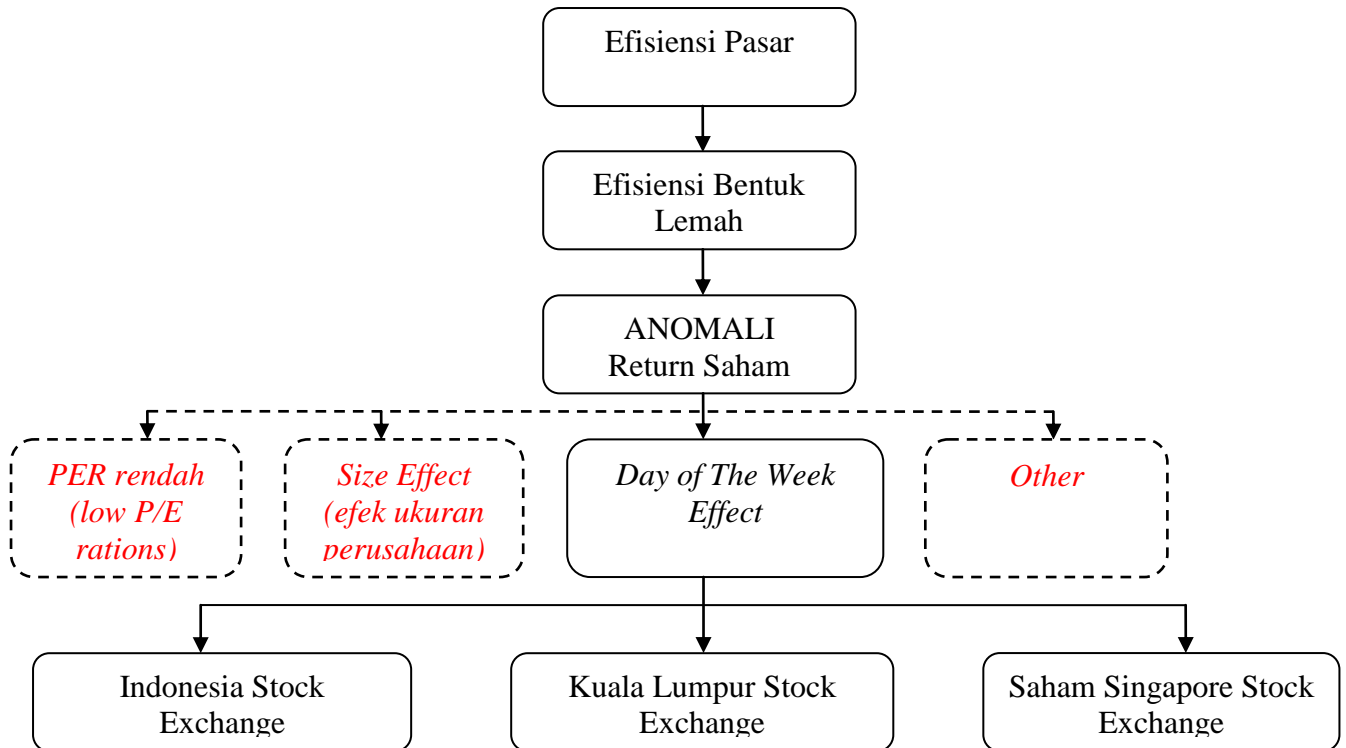 Efisiensi Pasar
Efisiensi Bentuk
Lemah
ANOMALI
Return Saham
PER rendah
(low P/E
rations)
Size Effect
(efek ukuran
perusahaan)
Day of The Week
Effect
Other
Indonesia Stock
Exchange
Kuala Lumpur Stock
Exchange
Saham Singapore Stock
Exchange